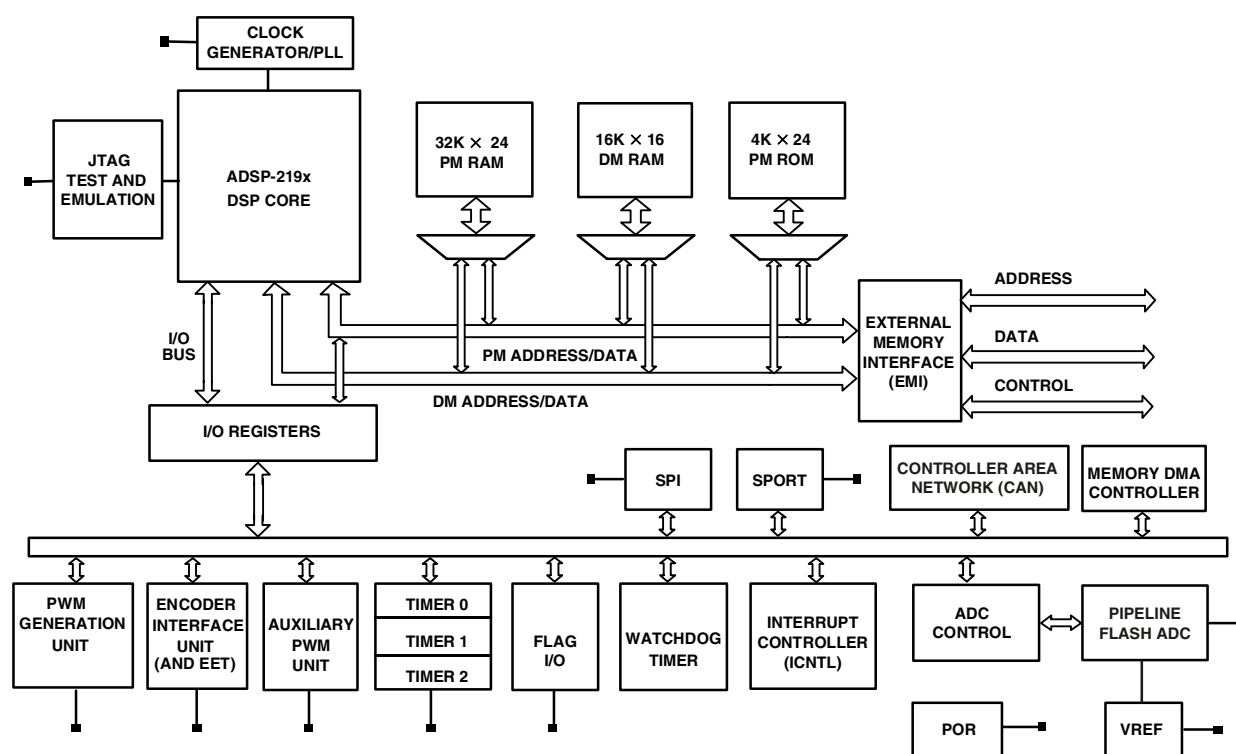 CLOCK
GENERATOR/PLL
JTAG
TEST AND
EMULATION
ADSP-219x
DSP CORE
32K × 24
PM RAM
16K × 16
DM RAM
4K × 24
PM ROM
I/O
BUS
PM ADDRESS/DATA
DM ADDRESS/DATA
EXTERNAL
MEMORY
INTERFACE
(EMI)
ADDRESS
DATA
CONTROL
I/O REGISTERS
SPI
SPORT
CONTROLLER AREA
NETWORK (CAN)
MEMORY DMA
CONTROLLER
PWM
GENERATION
UNIT
ENCODER
INTERFACE
UNIT
(AND EET)
AUXILIARY
PWM
UNIT
TIMER 0
TIMER 1
TIMER 2
FLAG
I/O
WATCHDOG
TIMER
INTERRUPT
CONTROLLER
(ICNTL)
ADC
CONTROL
PIPELINE
FLASH ADC
POR
VREF